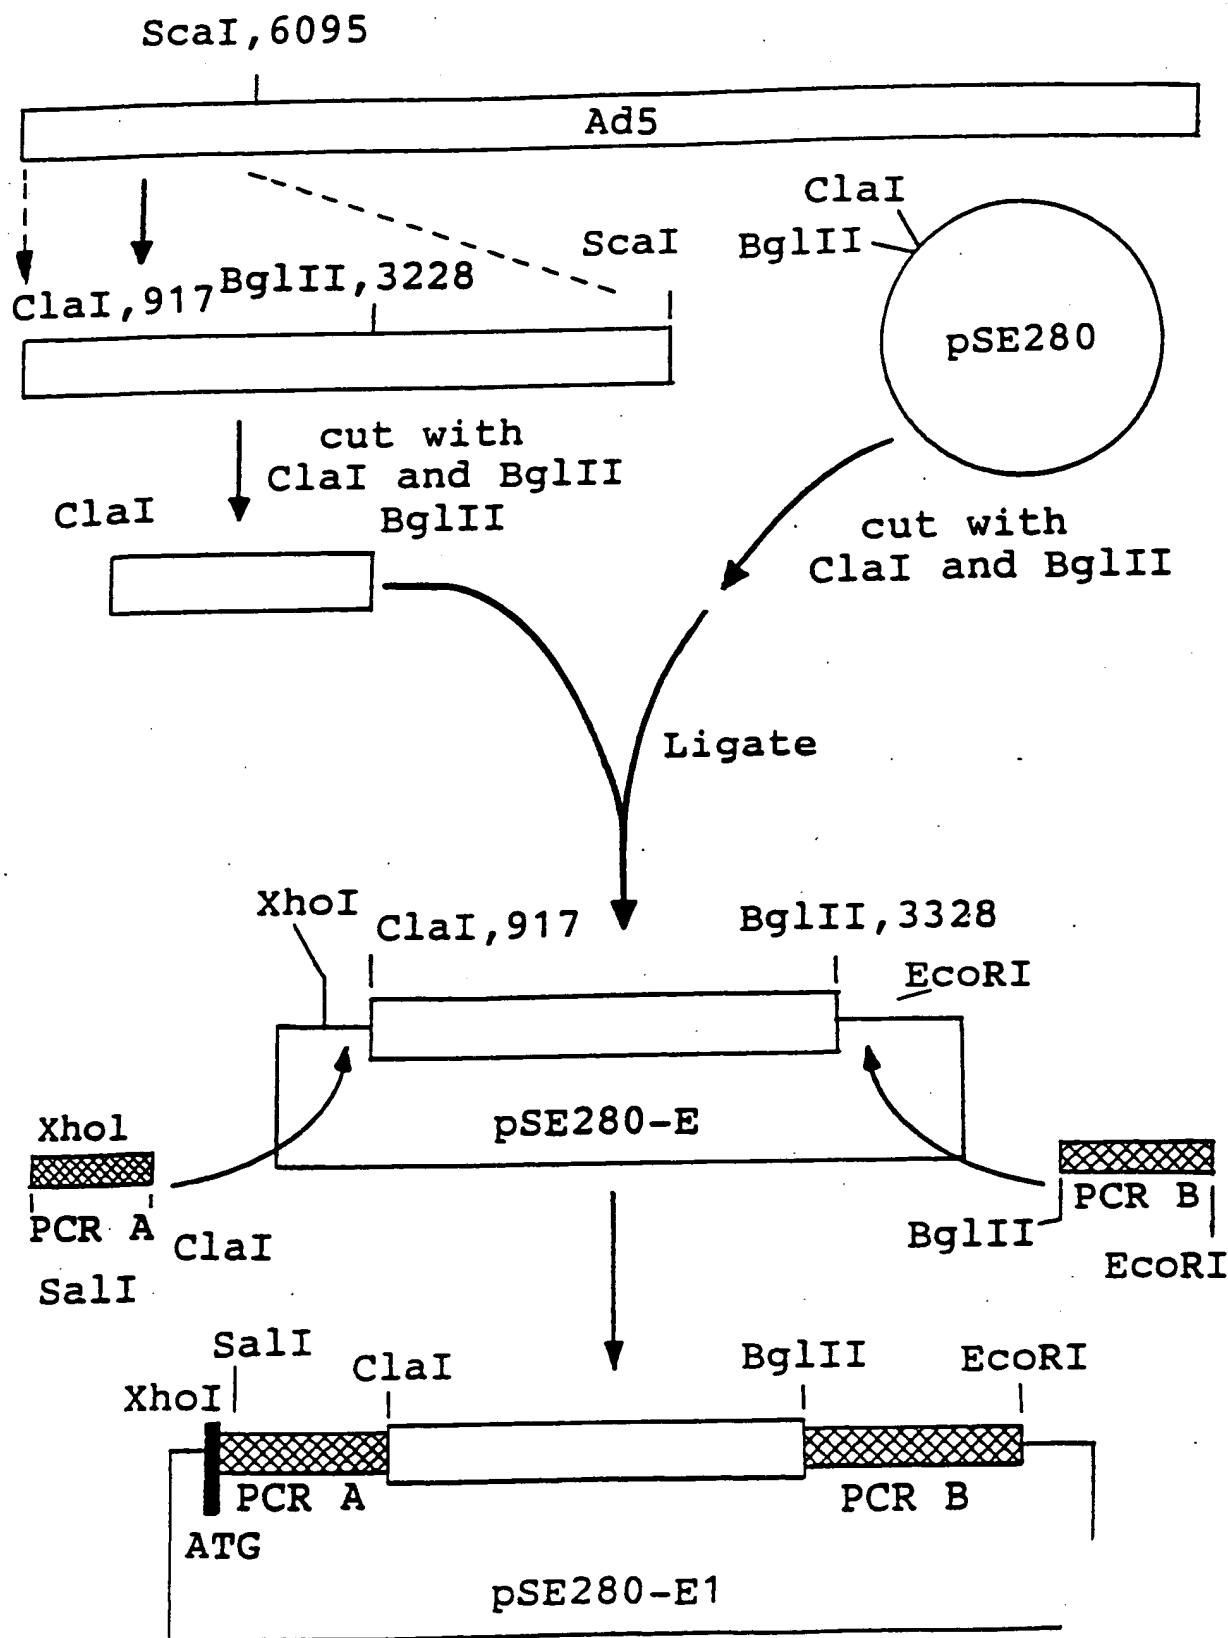 ScaI,6095
Ad5
ClaI
BglII
ScaI
ClaI,917
BglII,3228
pSE280
cut with
ClaI and BglII
ClaI
BglII
cut with
ClaI and BglII
Ligate
XhoI
ClaI,917
BglII,3328
EcoRI
pSE280-E
Xhol
PCR A
ClaI
SalI
PCR B
BglII
EcoRI
SalI
ClaI
BglII
EcoRI
XhoI
PCR A
PCR B
ATG
pSE280-E1